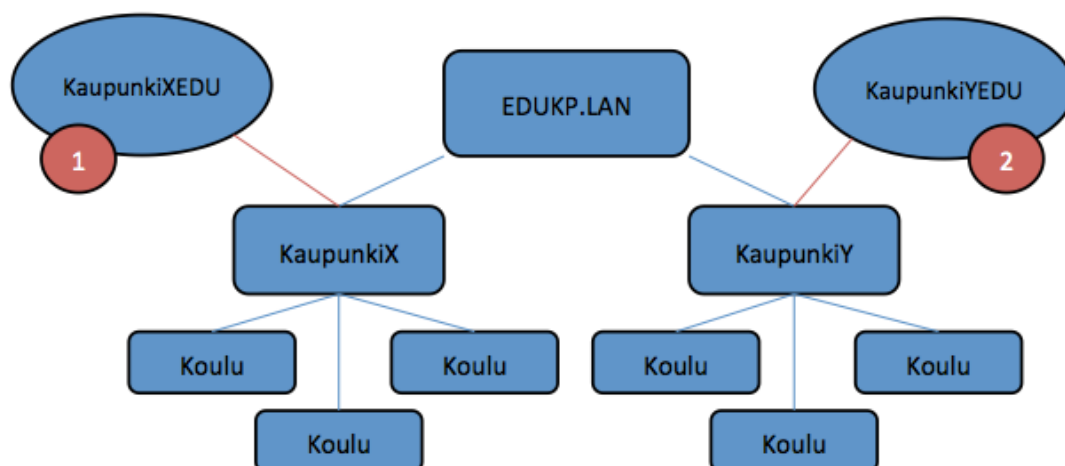 KaupunkiXEDU
EDUKP.LAN
KaupunkiYEDU
1
2
KaupunkiX
KaupunkiY
Koulu
Koulu
Koulu
Koulu
Koulu
Koulu